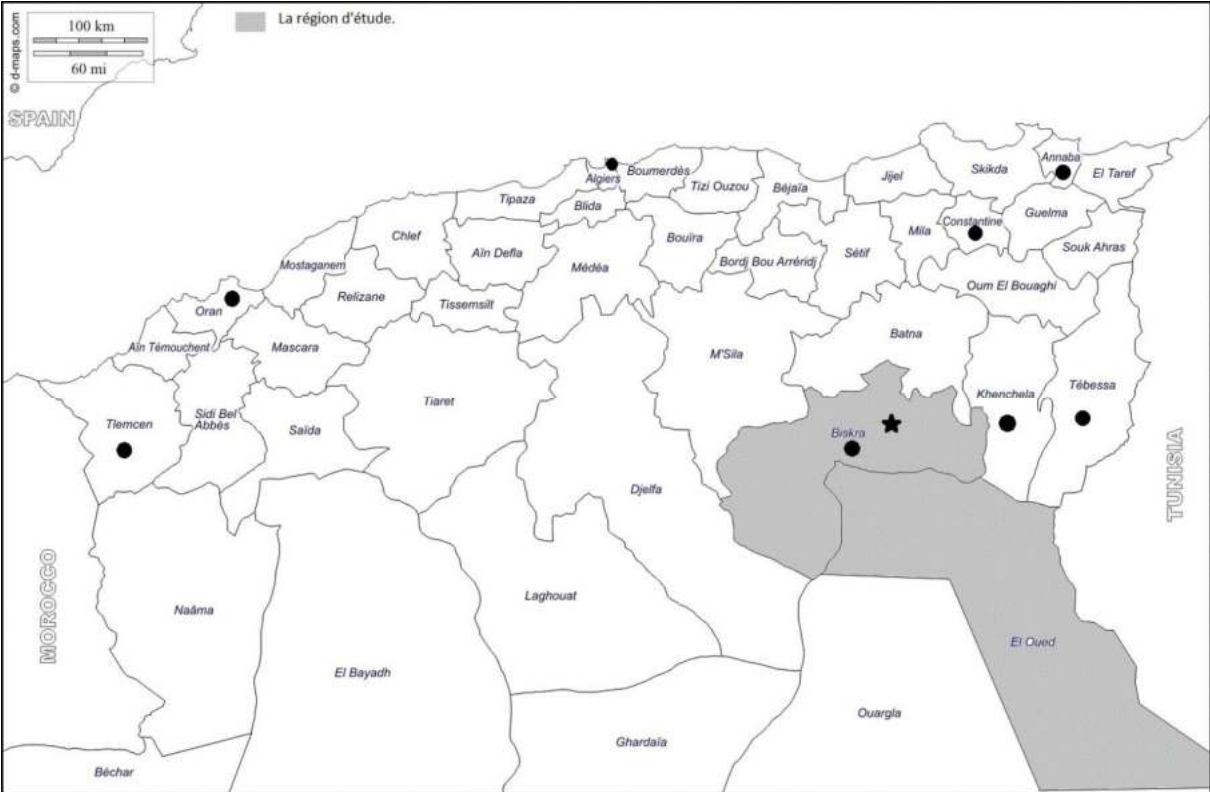 © d-maps.com
100 km
60 mi
La région d'étude.
SPAIN
Algiers
Boumerdès
Tizi Ouzou
Béjaïa
Jijel
Skikda
Annaba
El Taref
Tipaza
Blida
Chlef
Aïn Defla
Médéa
Bouïra
Bordj Bou Arréridj
Sétif
Mila
Constantine
Guelma
Souk Ahras
Mostaganem
Relizane
Tissemsilt
Oum El Bouaghi
Oran
Aïn Témouchent
Mascara
M'Sila
Batna
Tlemcen
Sidi Bel
Abbès
Saïda
Tiaret
Khenchela
Tébessa
Biskra
Djelfa
TUNISIA
MOROCCO
Naâma
Laghouat
El Bayadh
El Oued
Ouargla
Ghardaïa
Béchar